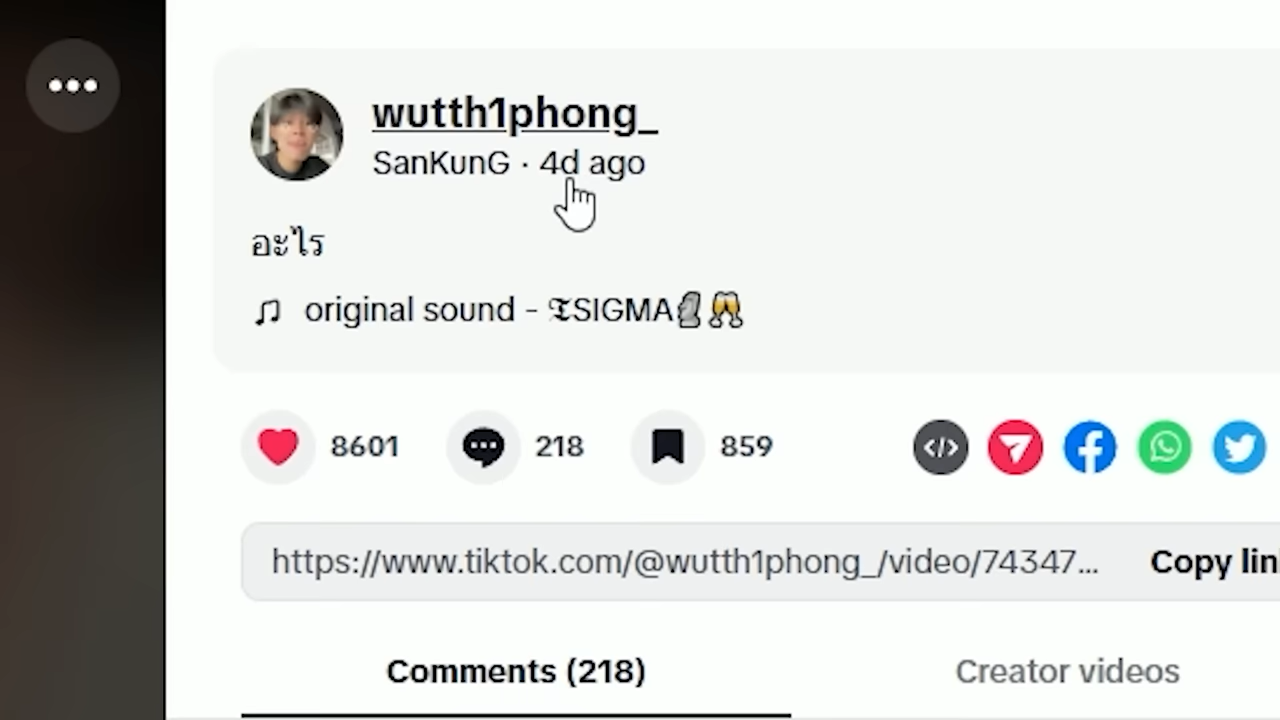 wutth1phong_
SanKunG · 4d ago
อะไร
original sound - 𝕿SIGMA🗿🥂
8601 218 859
https://www.tiktok.com/@wutth1phong_/video/74347... Copy lin
Comments (218) Creator videos